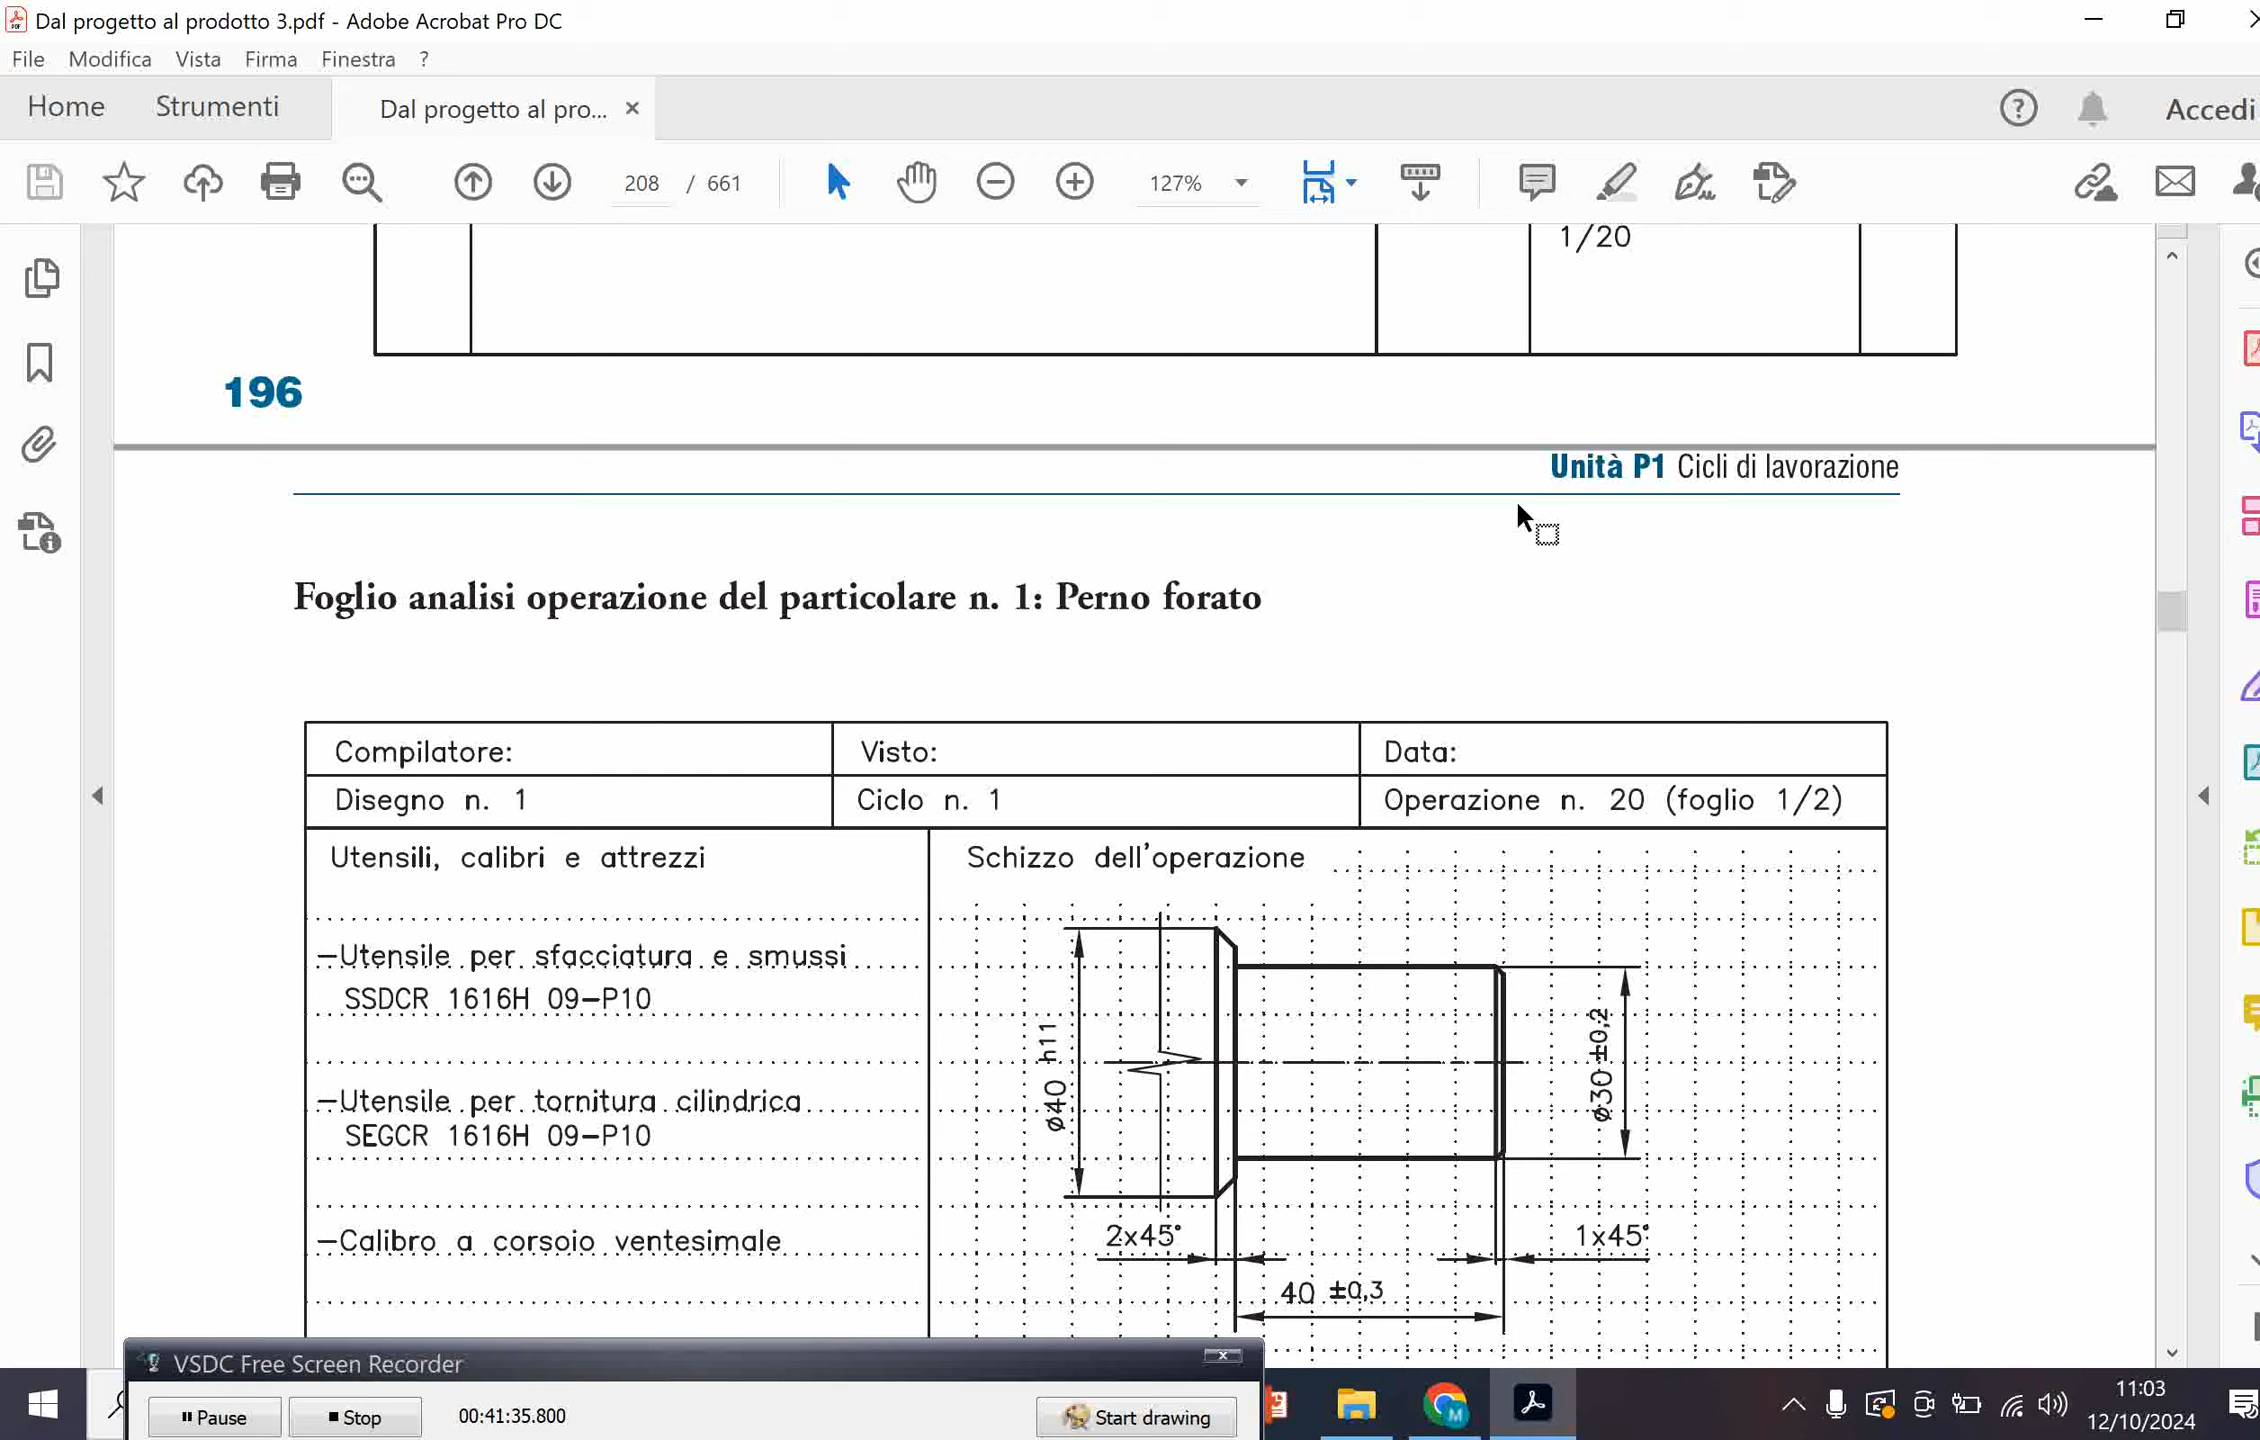 Dal progetto al prodotto 3.pdf - Adobe Acrobat Pro DC
File Modifica Vista Firma Finestra ?
Home Strumenti Dal progetto al pro... × Accedi
208 / 661 127%
1/20
196
Unità P1 Cicli di lavorazione
Foglio analisi operazione del particolare n. 1: Perno forato
Compilatore: Visto: Data:
Disegno n. 1 Ciclo n. 1 Operazione n. 20 (foglio 1/2)
Utensili, calibri e attrezzi
Schizzo dell'operazione
–Utensile per sfacciatura e smussi
SSDCR 1616H 09–P10
–Utensile per tornitura cilindrica
SEGCR 1616H 09–P10
–Calibro a corsoio ventesimale
ø40 h11
ø30 ±0,2
2x45°
1x45°
40 ±0,3
VSDC Free Screen Recorder
Pause Stop 00:41:35.800 Start drawing
11:03
12/10/2024